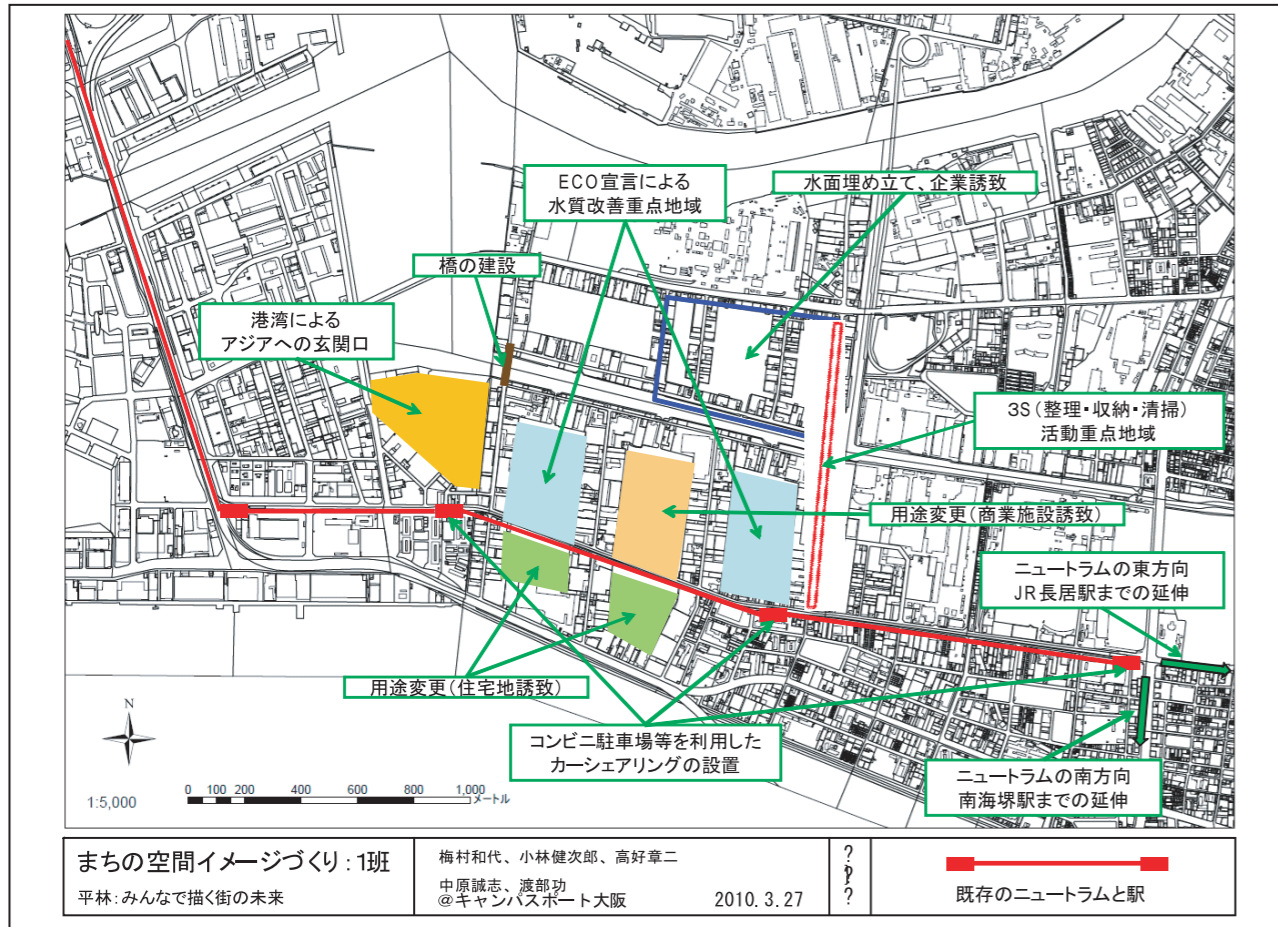 ECO宣言による
水質改善重点地域
水面埋め立て、企業誘致
橋の建設
港湾による
アジアへの玄関口
3S(整理・収納・清掃)
活動重点地域
用途変更(商業施設誘致)
ニュートラムの東方向
JR長居駅までの延伸
用途変更(住宅地誘致)
コンビニ駐車場等を利用した
カーシェアリングの設置
ニュートラムの南方向
南海堺駅までの延伸
N
1:5,000
0 100 200 400 600 800 1,000
メートル
まちの空間イメージづくり:1班
平林:みんなで描く街の未来
梅村和代、小林健次郎、高好章二
中原誠志、渡部功
@キャンパスポート大阪 2010.3.27
?
?
?
既存のニュートラムと駅